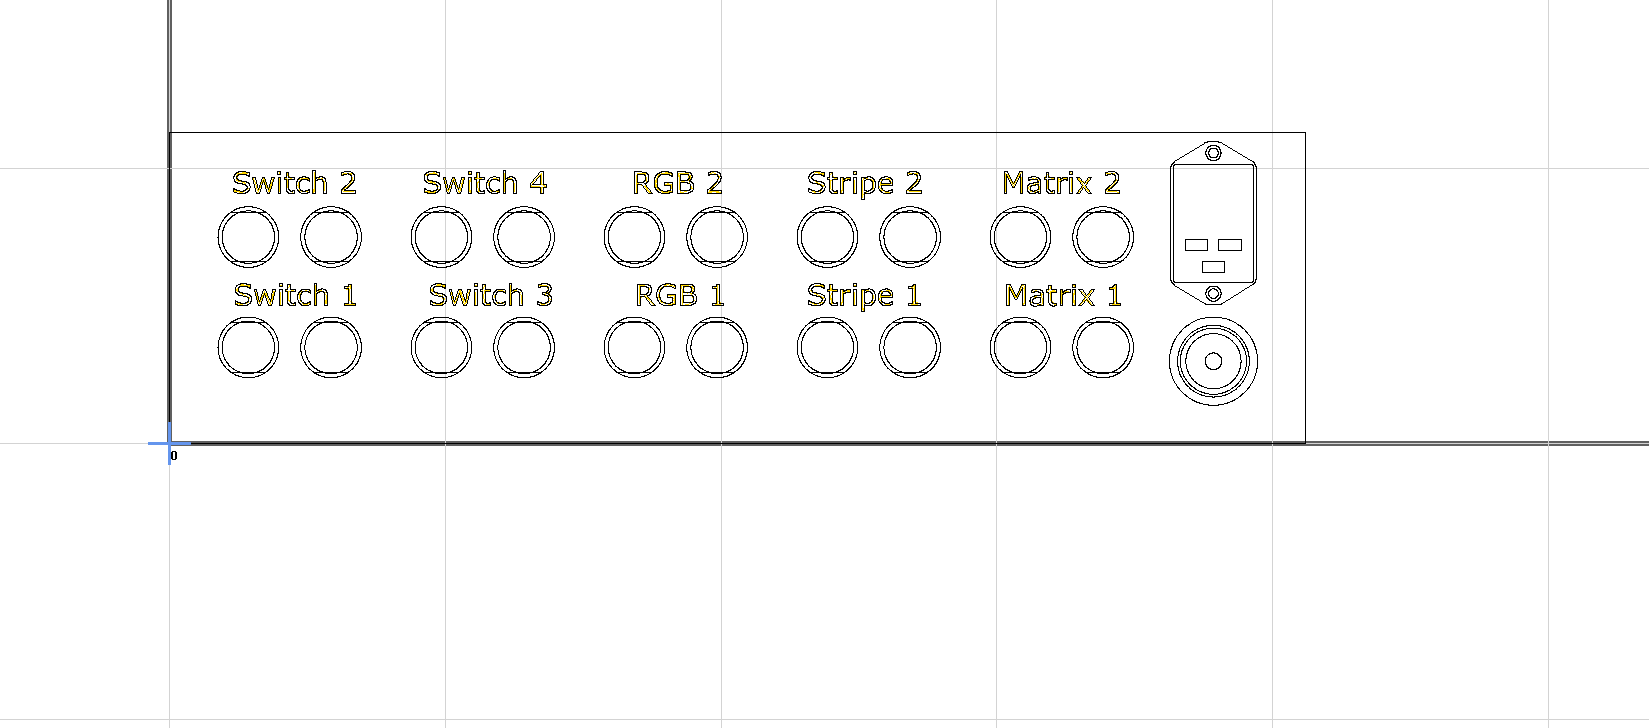 Switch 2 Switch 4 RGB 2 Stripe 2 Matrix 2
Switch 1 Switch 3 RGB 1 Stripe 1 Matrix 1
0